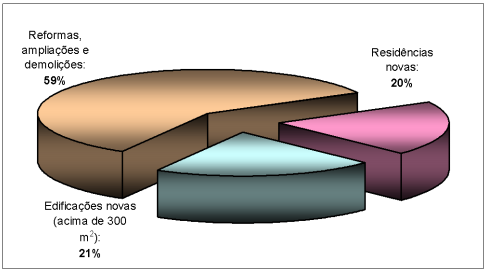 Reformas,
ampliações e
demolições:
59%
Residências
novas:
20%
Edificações novas
(acima de 300
m²):
21%